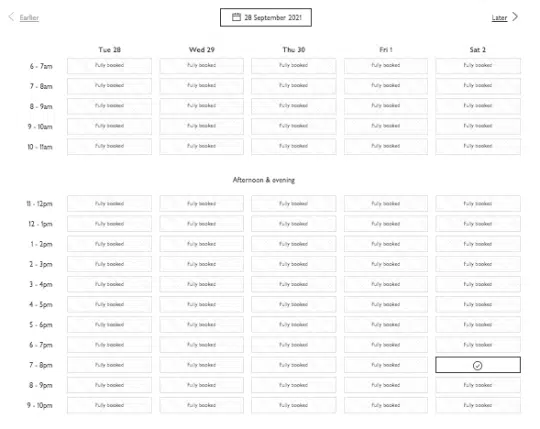 Earlier 28 September 2021 Later
Tue 28 Wed 29 Thu 30 Fri 1 Sat 2
6 - 7am Fully booked Fully booked Fully booked Fully booked Fully booked
7 - 8am Fully booked Fully booked Fully booked Fully booked Fully booked
8 - 9am Fully booked Fully booked Fully booked Fully booked Fully booked
9 - 10am Fully booked Fully booked Fully booked Fully booked Fully booked
10 - 11am Fully booked Fully booked Fully booked Fully booked Fully booked
Afternoon & evening
11 - 12pm Fully booked Fully booked Fully booked Fully booked Fully booked
12 - 1pm Fully booked Fully booked Fully booked Fully booked Fully booked
1 - 2pm Fully booked Fully booked Fully booked Fully booked Fully booked
2 - 3pm Fully booked Fully booked Fully booked Fully booked Fully booked
3 - 4pm Fully booked Fully booked Fully booked Fully booked Fully booked
4 - 5pm Fully booked Fully booked Fully booked Fully booked Fully booked
5 - 6pm Fully booked Fully booked Fully booked Fully booked Fully booked
6 - 7pm Fully booked Fully booked Fully booked Fully booked Fully booked
7 - 8pm Fully booked Fully booked Fully booked Fully booked
8 - 9pm Fully booked Fully booked Fully booked Fully booked Fully booked
9 - 10pm Fully booked Fully booked Fully booked Fully booked Fully booked